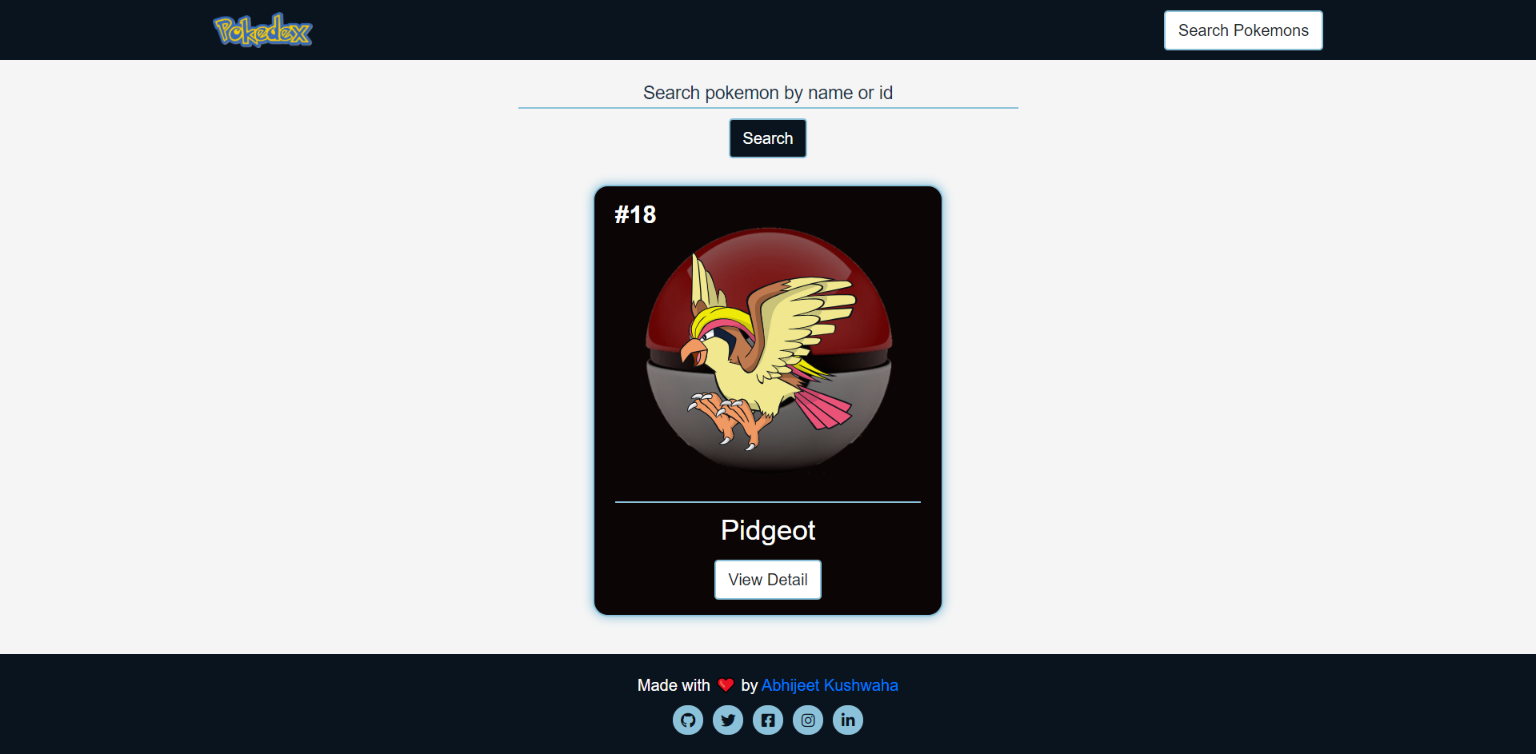 Pokedex
Search Pokemons
Search pokemon by name or id
Search
#18
Pidgeot
View Detail
Made with ❤ by Abhijeet Kushwaha
in